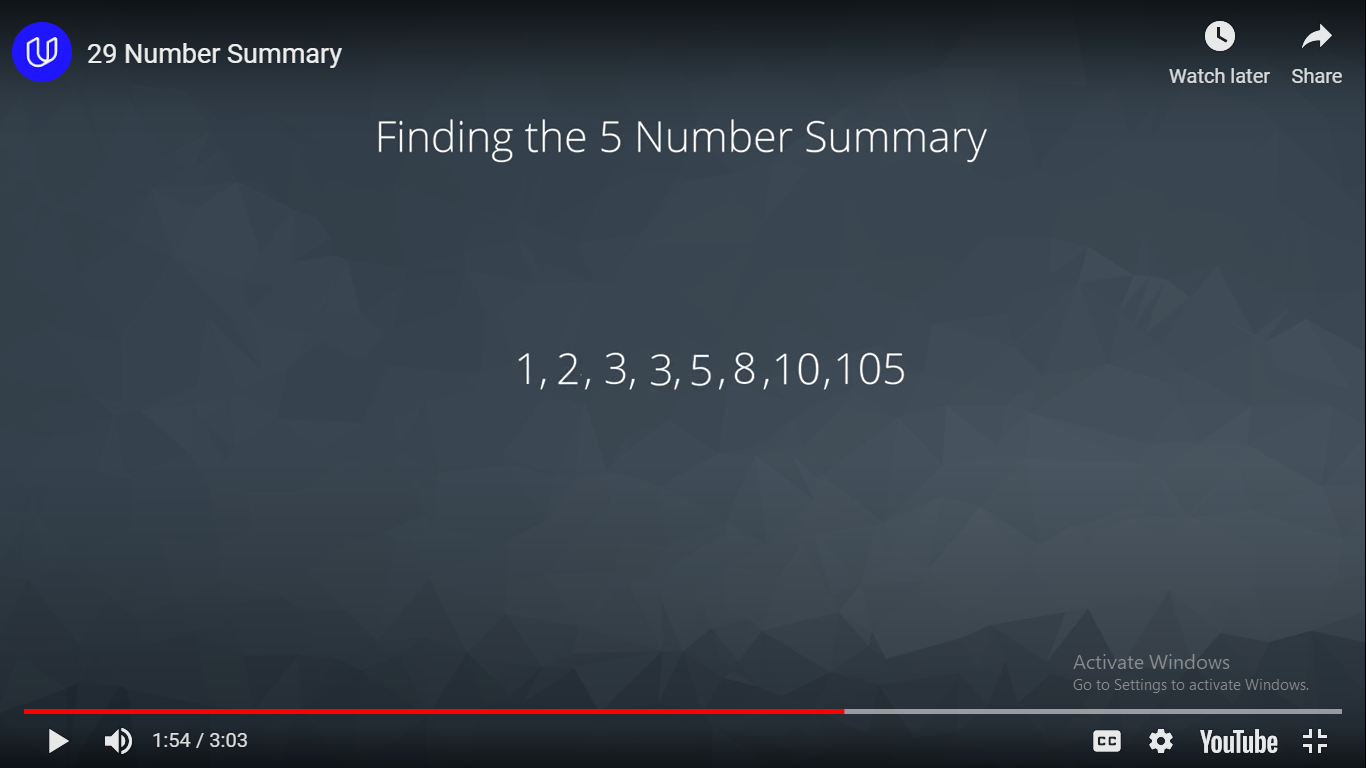 29 Number Summary
Watch later
Share
Finding the 5 Number Summary
1, 2, 3, 3, 5, 8, 10, 105
Activate Windows
Go to Settings to activate Windows.
1:54 / 3:03
CC
YouTube